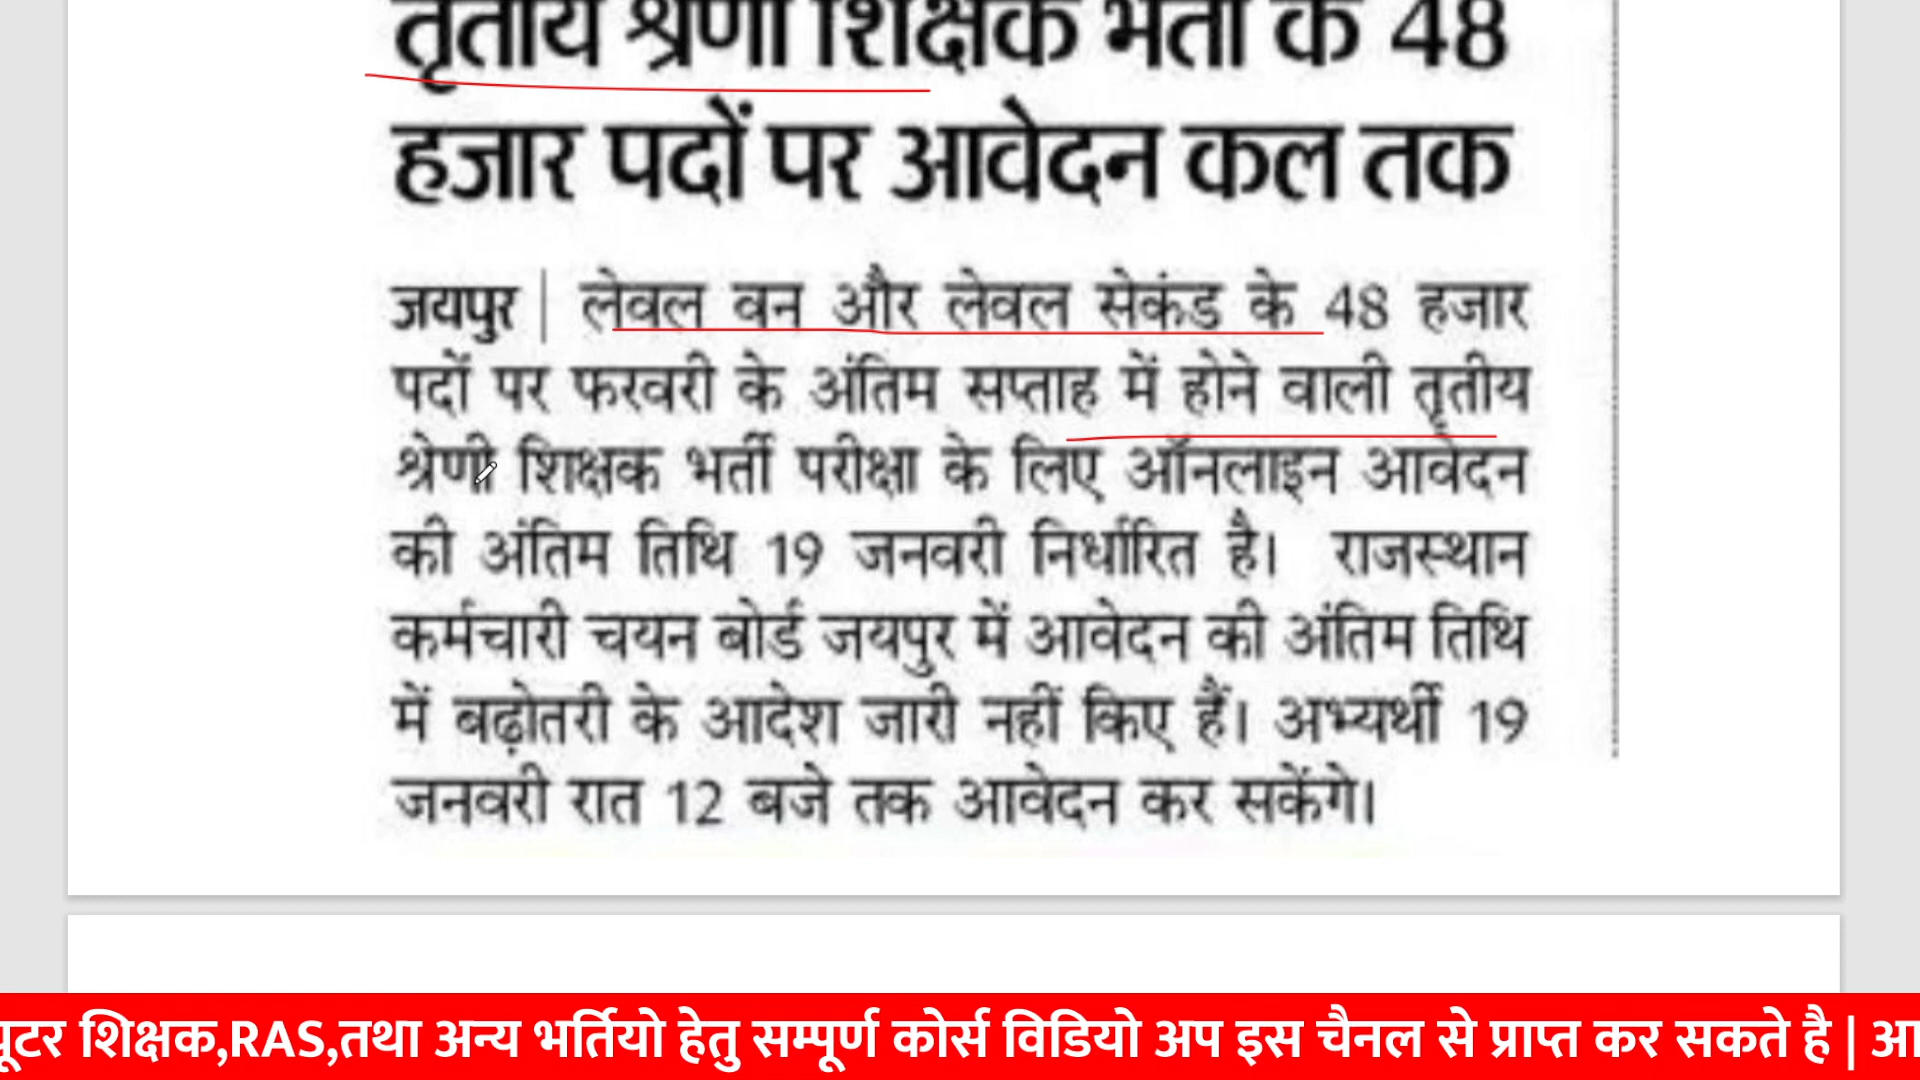 तृतीय श्रेणी शिक्षक भर्ती के 48
हजार पदों पर आवेदन कल तक
जयपुर | लेवल वन और लेवल सेकंड के 48 हजार
पदों पर फरवरी के अंतिम सप्ताह में होने वाली तृतीय
श्रेणी शिक्षक भर्ती परीक्षा के लिए ऑनलाइन आवेदन
की अंतिम तिथि 19 जनवरी निर्धारित है। राजस्थान
कर्मचारी चयन बोर्ड जयपुर में आवेदन की अंतिम तिथि
में बढ़ोतरी के आदेश जारी नहीं किए हैं। अभ्यर्थी 19
जनवरी रात 12 बजे तक आवेदन कर सकेंगे।
शिक्षक,RAS,तथा अन्य भर्तियो हेतु सम्पूर्ण कोर्स विडियो अप इस चैनल से प्राप्त कर सकते है |